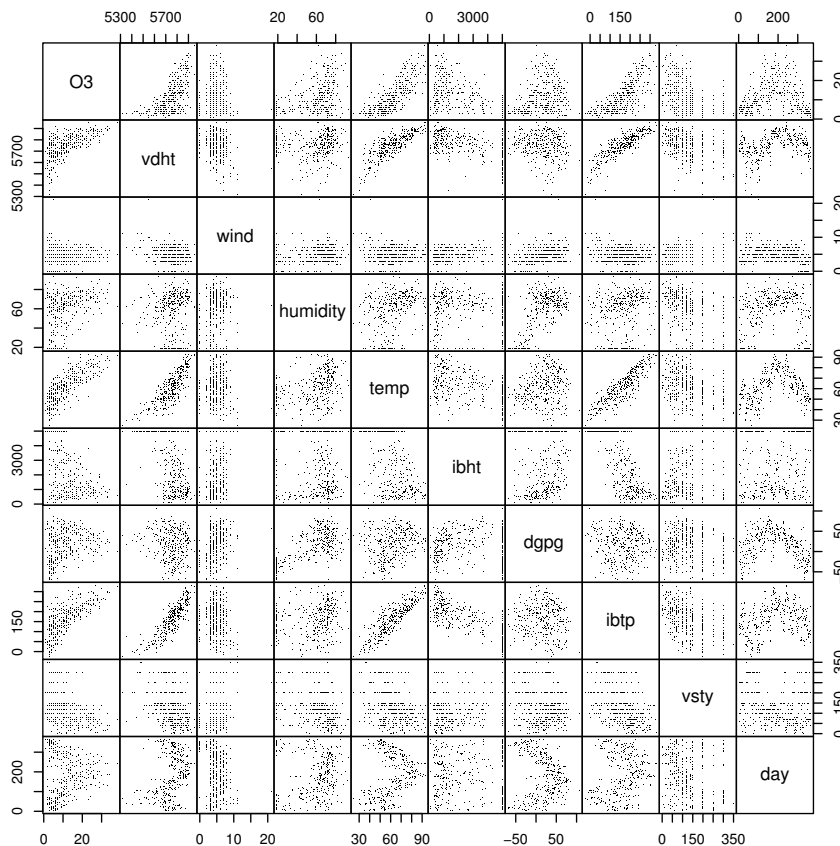 5300 5700 20 60 0 3000 0 150 0 200
O3 0 20
5300 5700 vdht
wind 0 10 20
20 60 humidity
temp 30 60 90
0 3000 ibht
dgpg -50 50
0 150 ibtp
vsty 0 150 350
0 200 day
0 20 0 10 20 30 60 90 -50 50 0 150 350